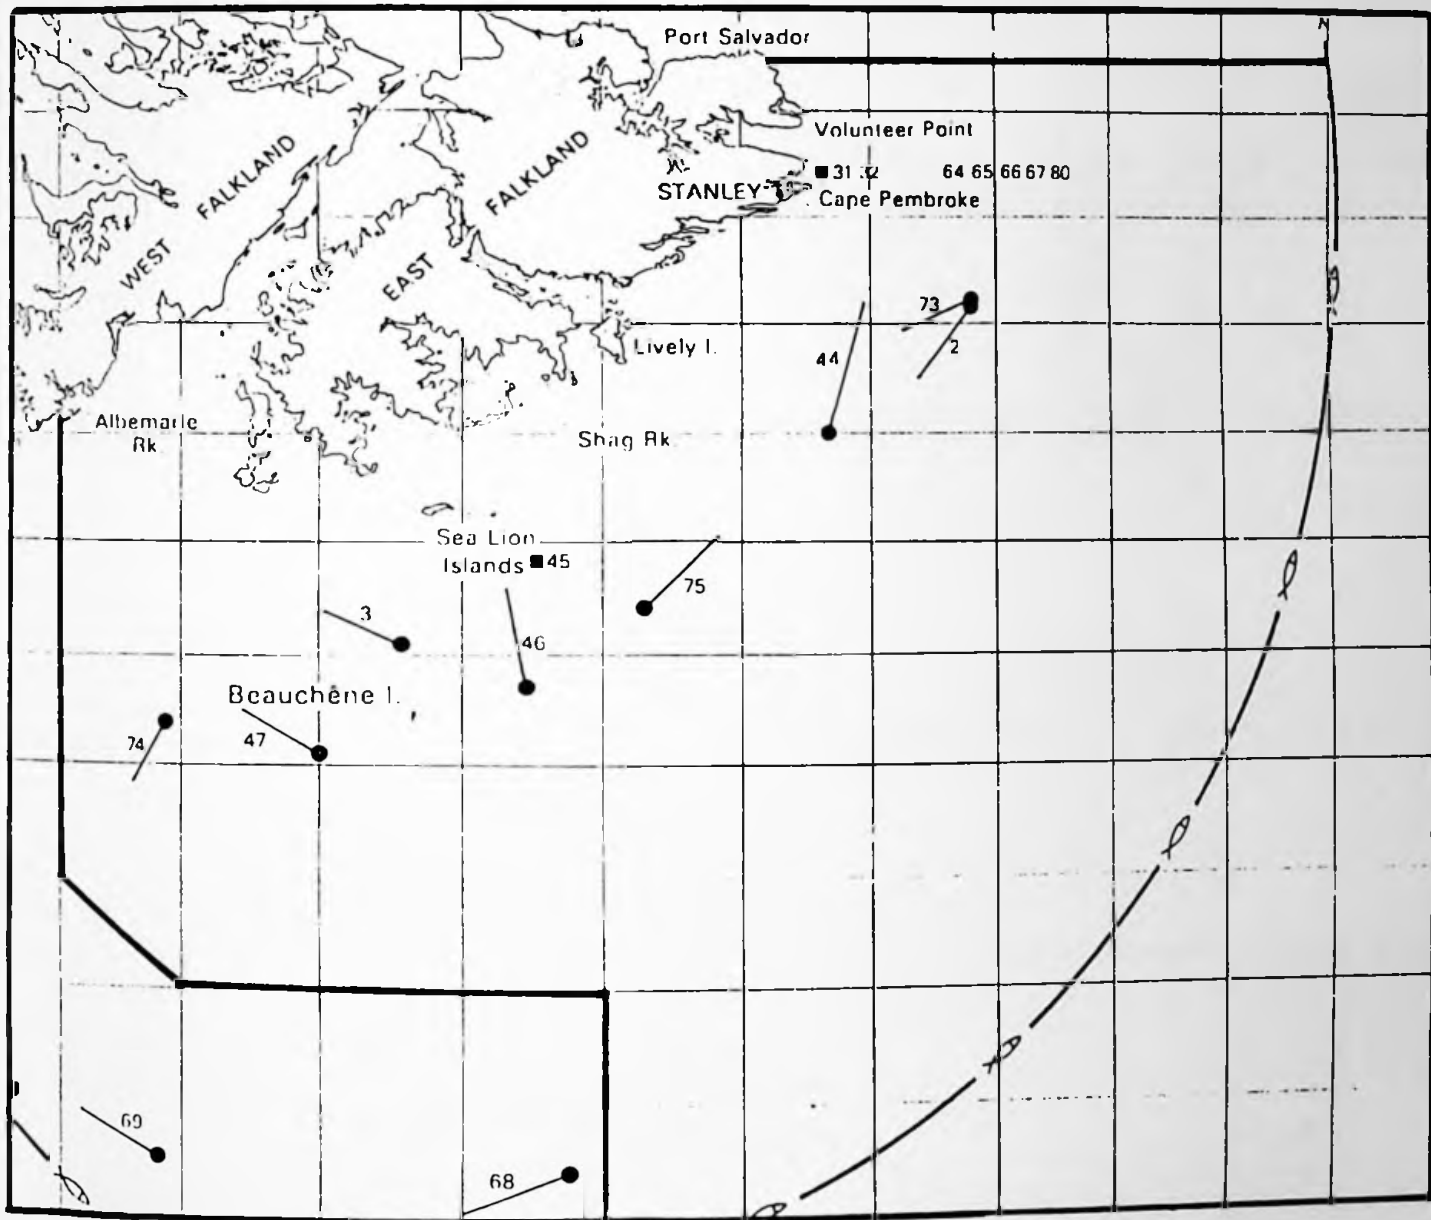 Port Salvador
Volunteer Point
31 32 64 65 66 67 80
STANLEY
Cape Pembroke
WEST FALKLAND
EAST FALKLAND
73
2
44
Lively I.
Albemarle
Rk.
Shag Rk.
Sea Lion
Islands 45
75
3
46
Beauchêne I.
74
47
69
68